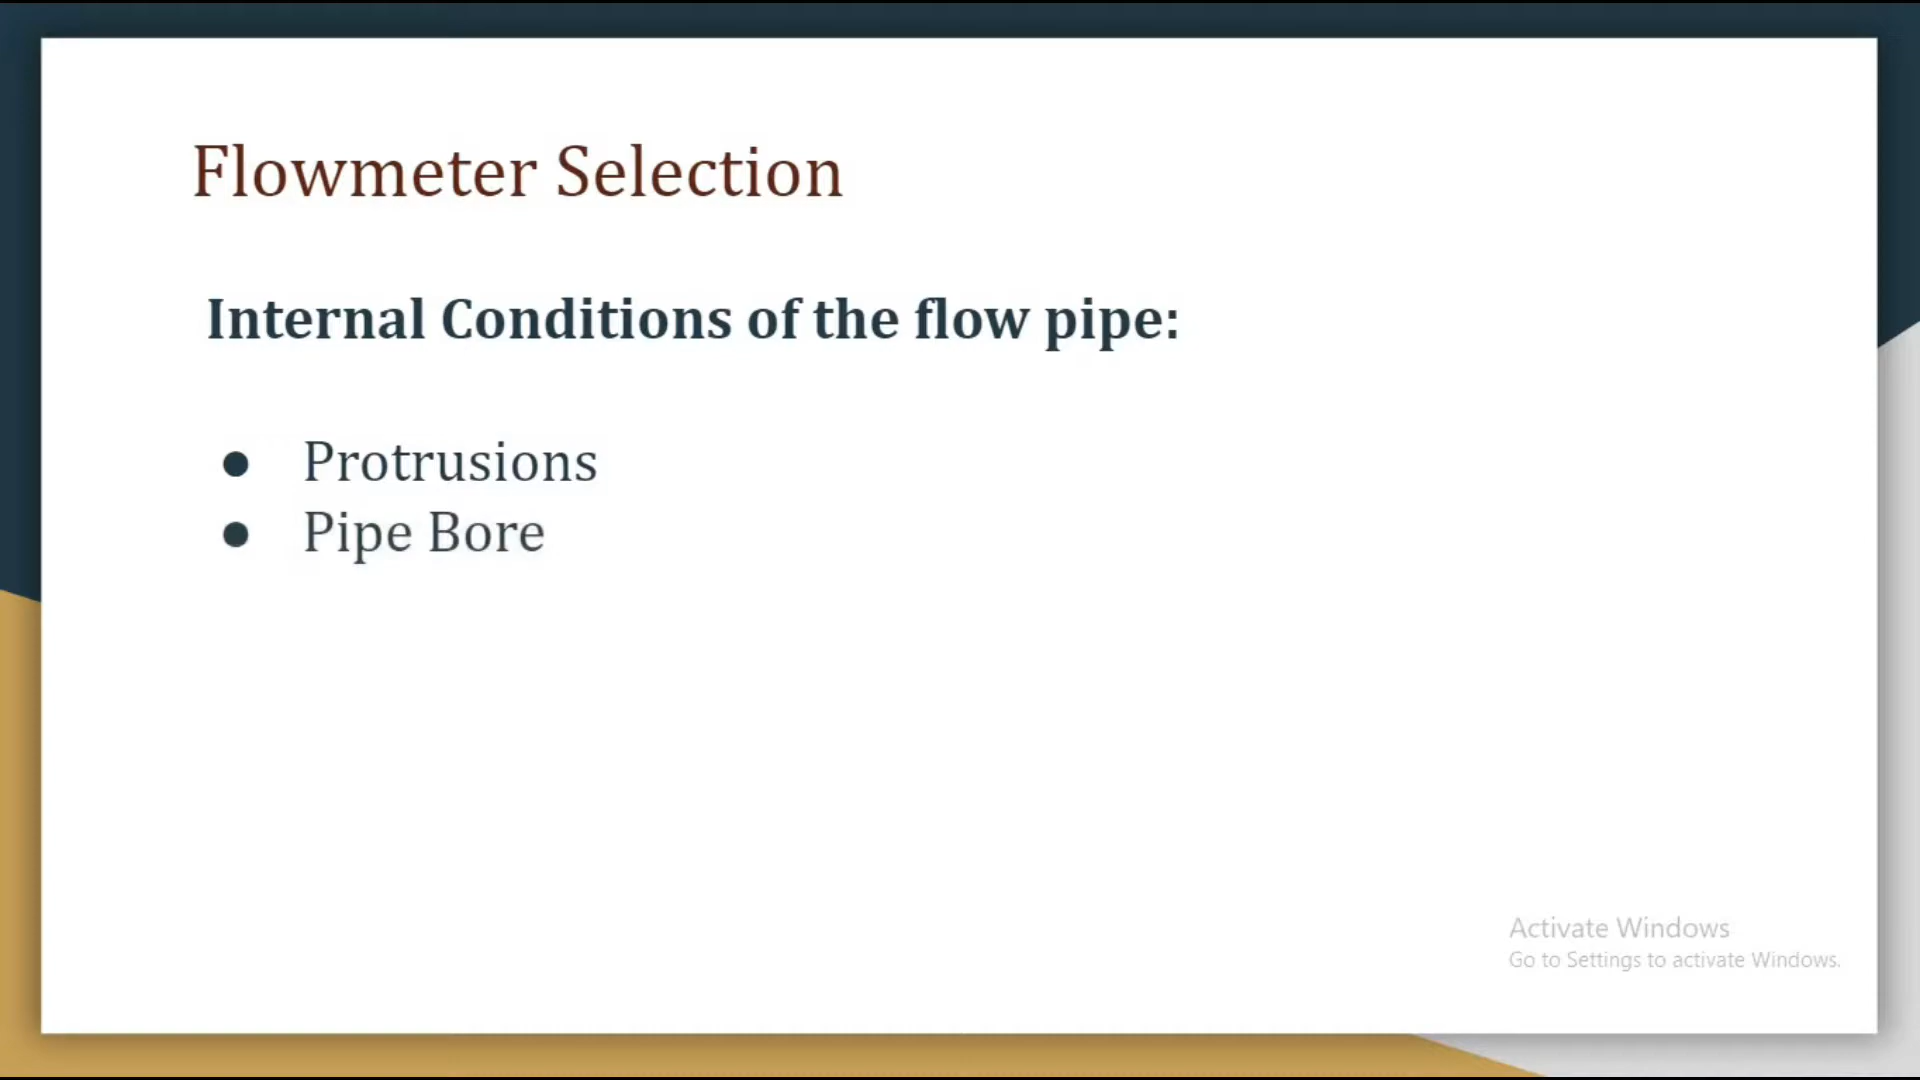 Flowmeter Selection
Internal Conditions of the flow pipe:
● Protrusions
● Pipe Bore
Activate Windows
Go to Settings to activate Windows.